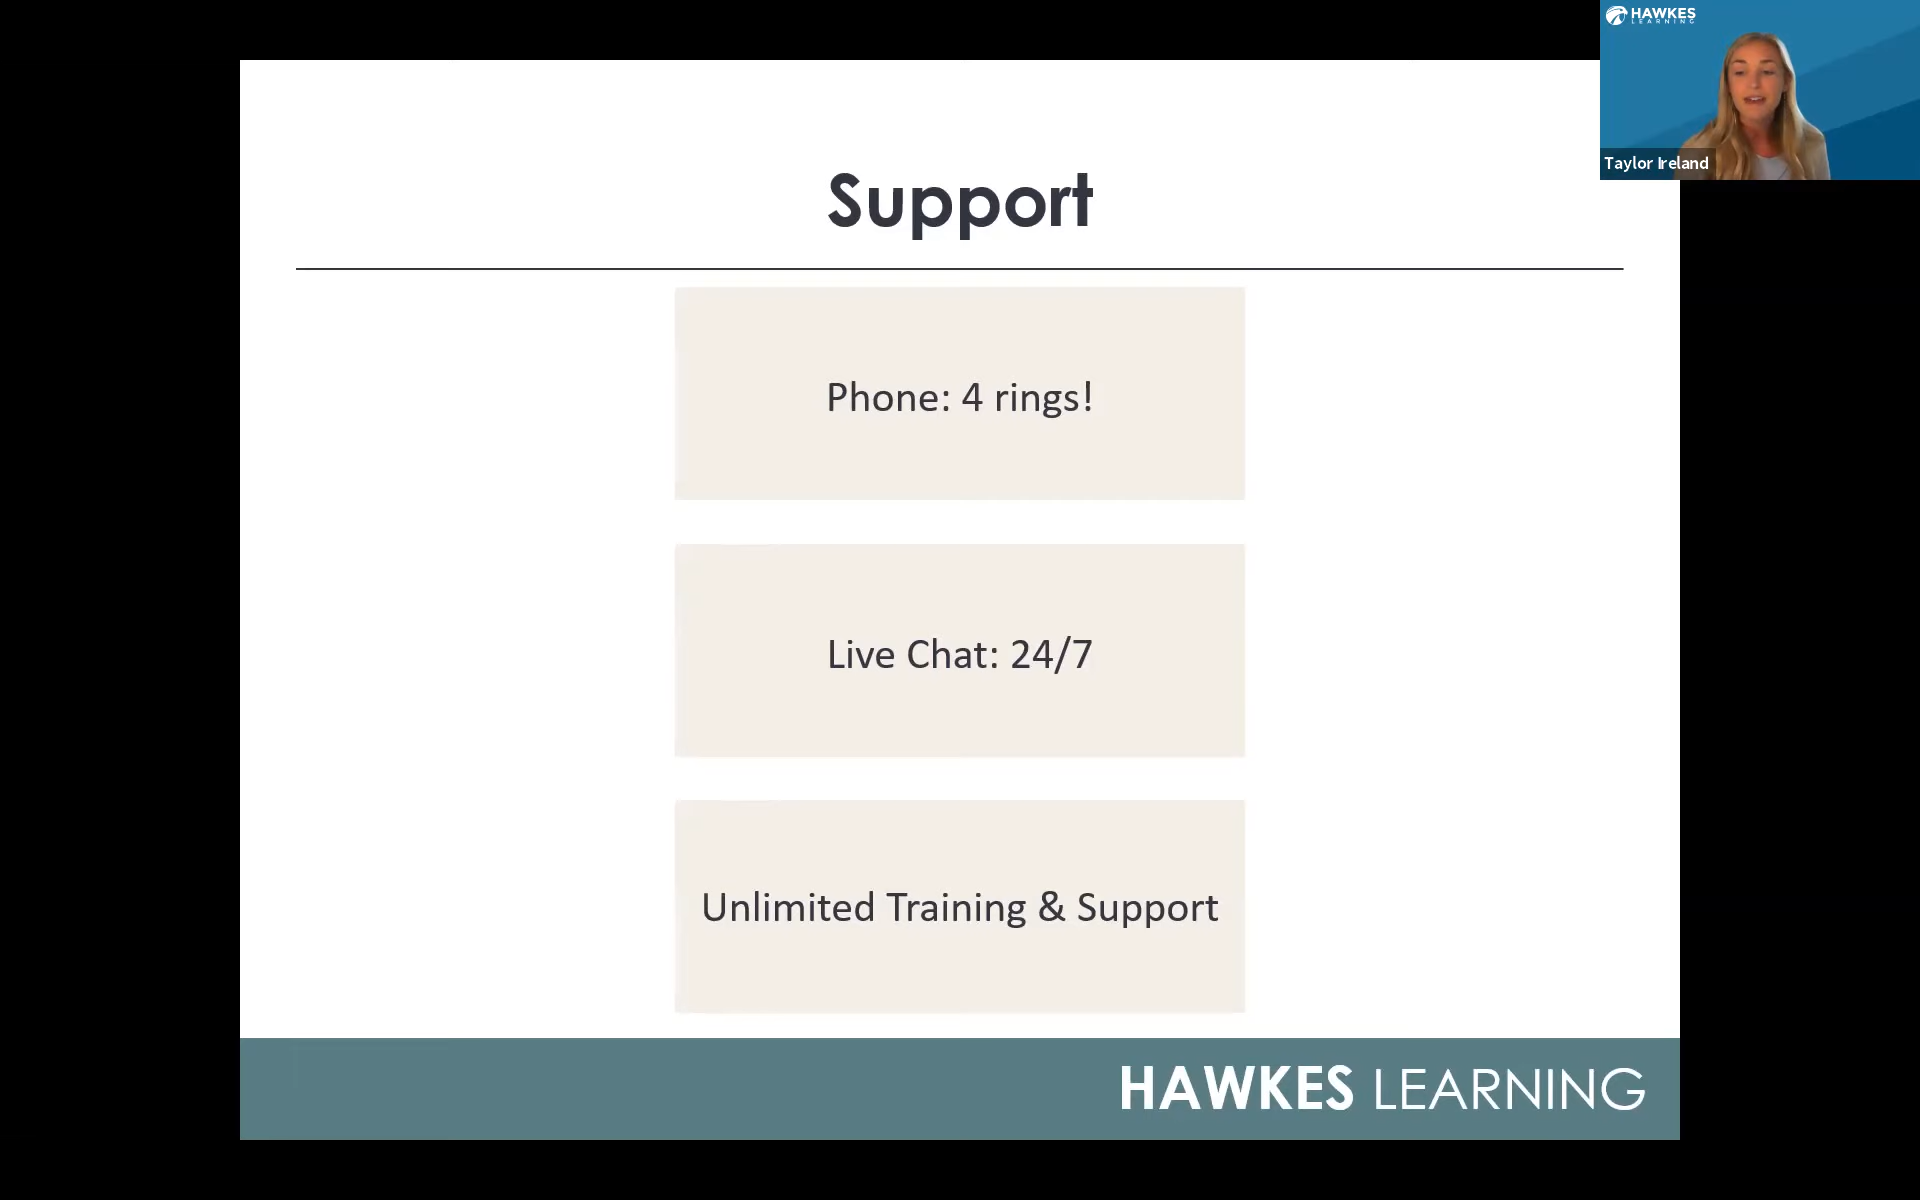 HAWKES
LEARNING
Taylor Ireland
Support
Phone: 4 rings!
Live Chat: 24/7
Unlimited Training & Support
HAWKES LEARNING